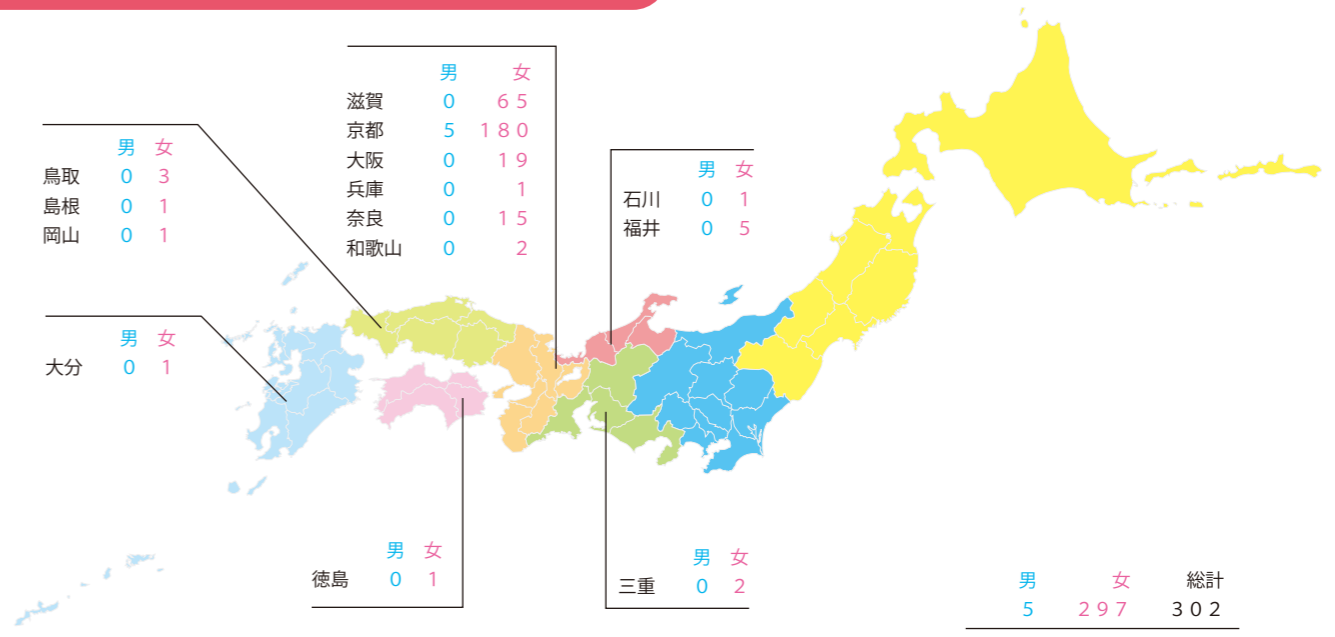 男 女
滋賀 0 65
京都 5 180
大阪 0 19
兵庫 0 1
奈良 0 15
和歌山 0 2
男 女
鳥取 0 3
島根 0 1
岡山 0 1
男 女
石川 0 1
福井 0 5
男 女
大分 0 1
男 女
徳島 0 1
男 女
三重 0 2
男 女 総計
5 297 302